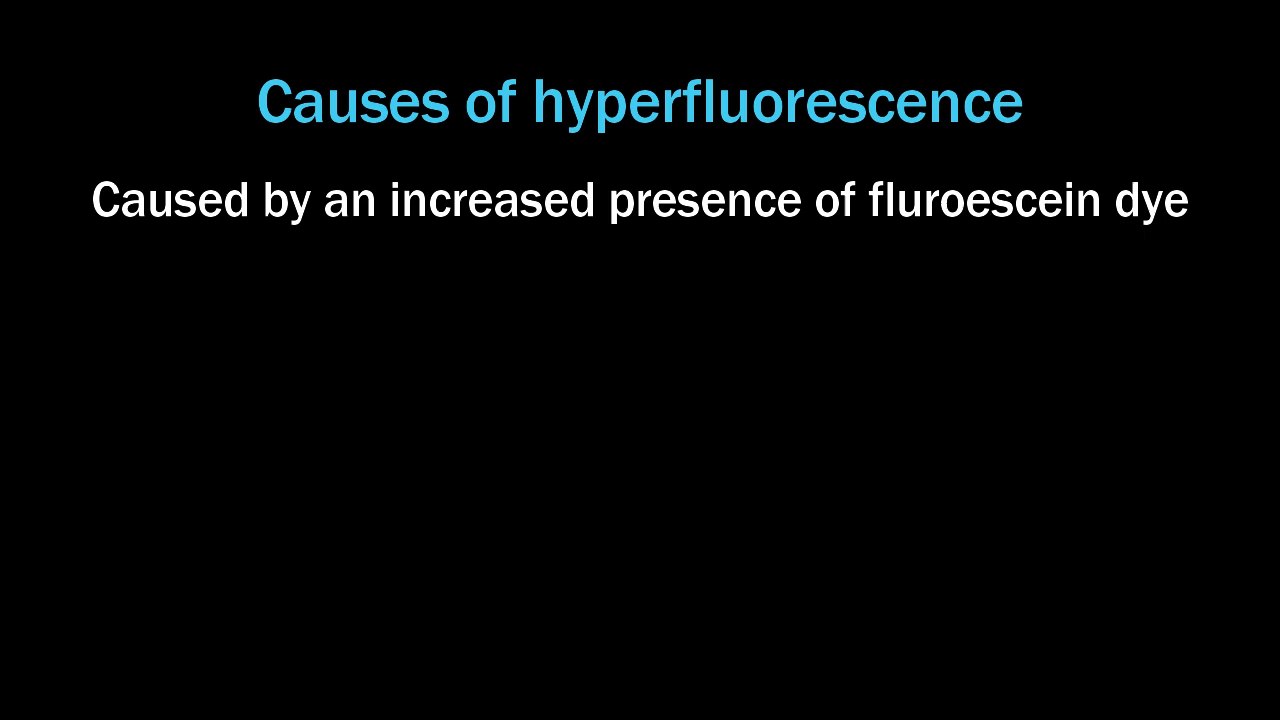 Causes of hyperfluorescence
Caused by an increased presence of fluroescein dye